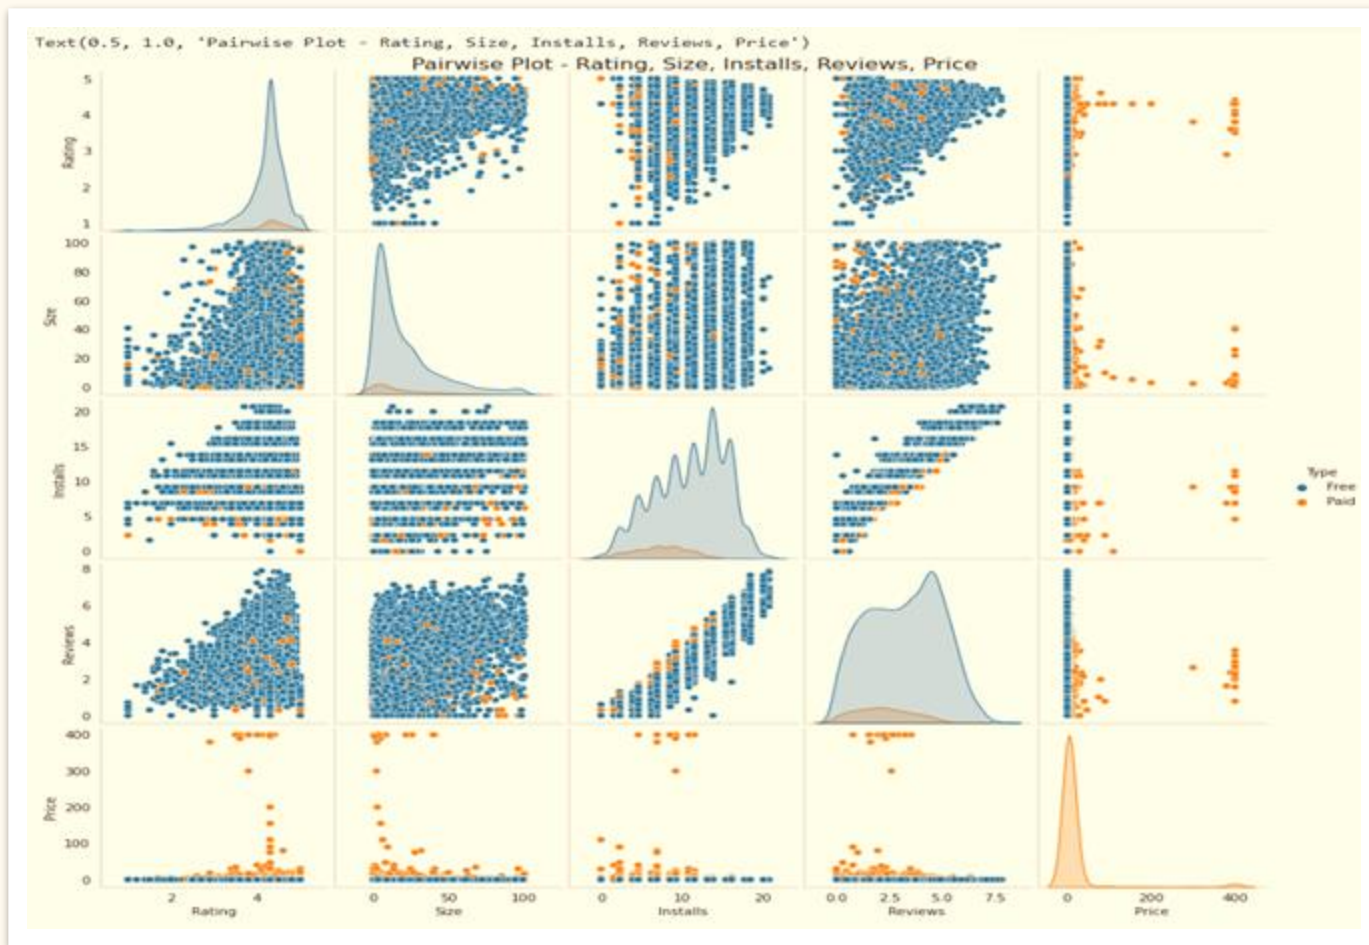 Text(0.5, 1.0, 'Pairwise Plot - Rating, Size, Installs, Reviews, Price')
Pairwise Plot - Rating, Size, Installs, Reviews, Price
5
4
3
2
1
Rating
100
80
60
40
20
0
Size
20
15
10
5
0
Installs
Type
Free
Paid
8
6
4
2
0
Reviews
400
300
200
100
0
Price
2 4 0 50 100 0 10 20 0.0 2.5 5.0 7.5 0 200 400
Rating Size Installs Reviews Price